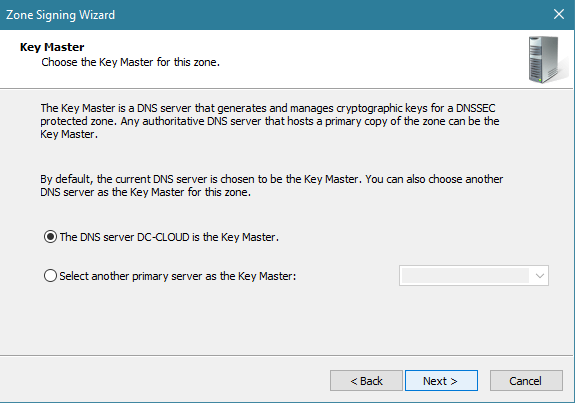 Zone Signing Wizard
Key Master
Choose the Key Master for this zone.
The Key Master is a DNS server that generates and manages cryptographic keys for a DNSSEC
protected zone. Any authoritative DNS server that hosts a primary copy of the zone can be the
Key Master.
By default, the current DNS server is chosen to be the Key Master. You can also choose another
DNS server as the Key Master for this zone.
The DNS server DC-CLOUD is the Key Master.
Select another primary server as the Key Master:
< Back
Next >
Cancel